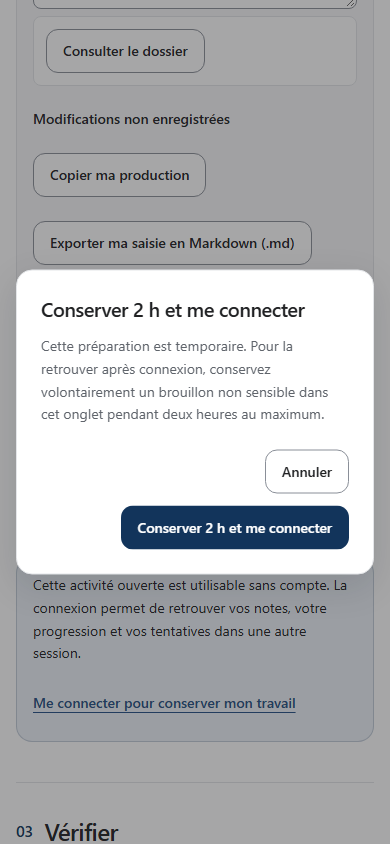 Consulter le dossier
Modifications non enregistrées
Copier ma production
Exporter ma saisie en Markdown (.md)
Conserver 2 h et me connecter
Cette préparation est temporaire. Pour la
retrouver après connexion, conservez
volontairement un brouillon non sensible dans
cet onglet pendant deux heures au maximum.
Annuler
Conserver 2 h et me connecter
Cette activité ouverte est utilisable sans compte. La
connexion permet de retrouver vos notes, votre
progression et vos tentatives dans une autre
session.
Me connecter pour conserver mon travail
03 Vérifier